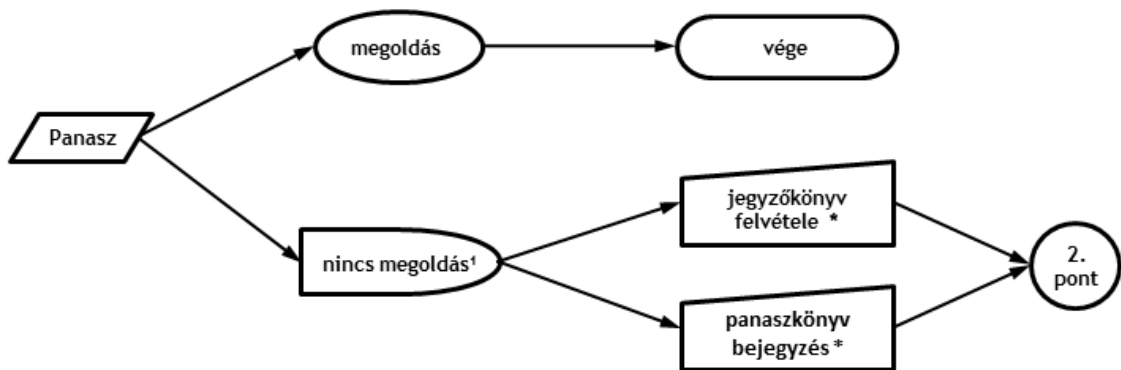 megoldás
vége
Panasz
nincs megoldás¹
jegyzőkönyv
felvétele *
panaszkönyv
bejegyzés *
2.
pont